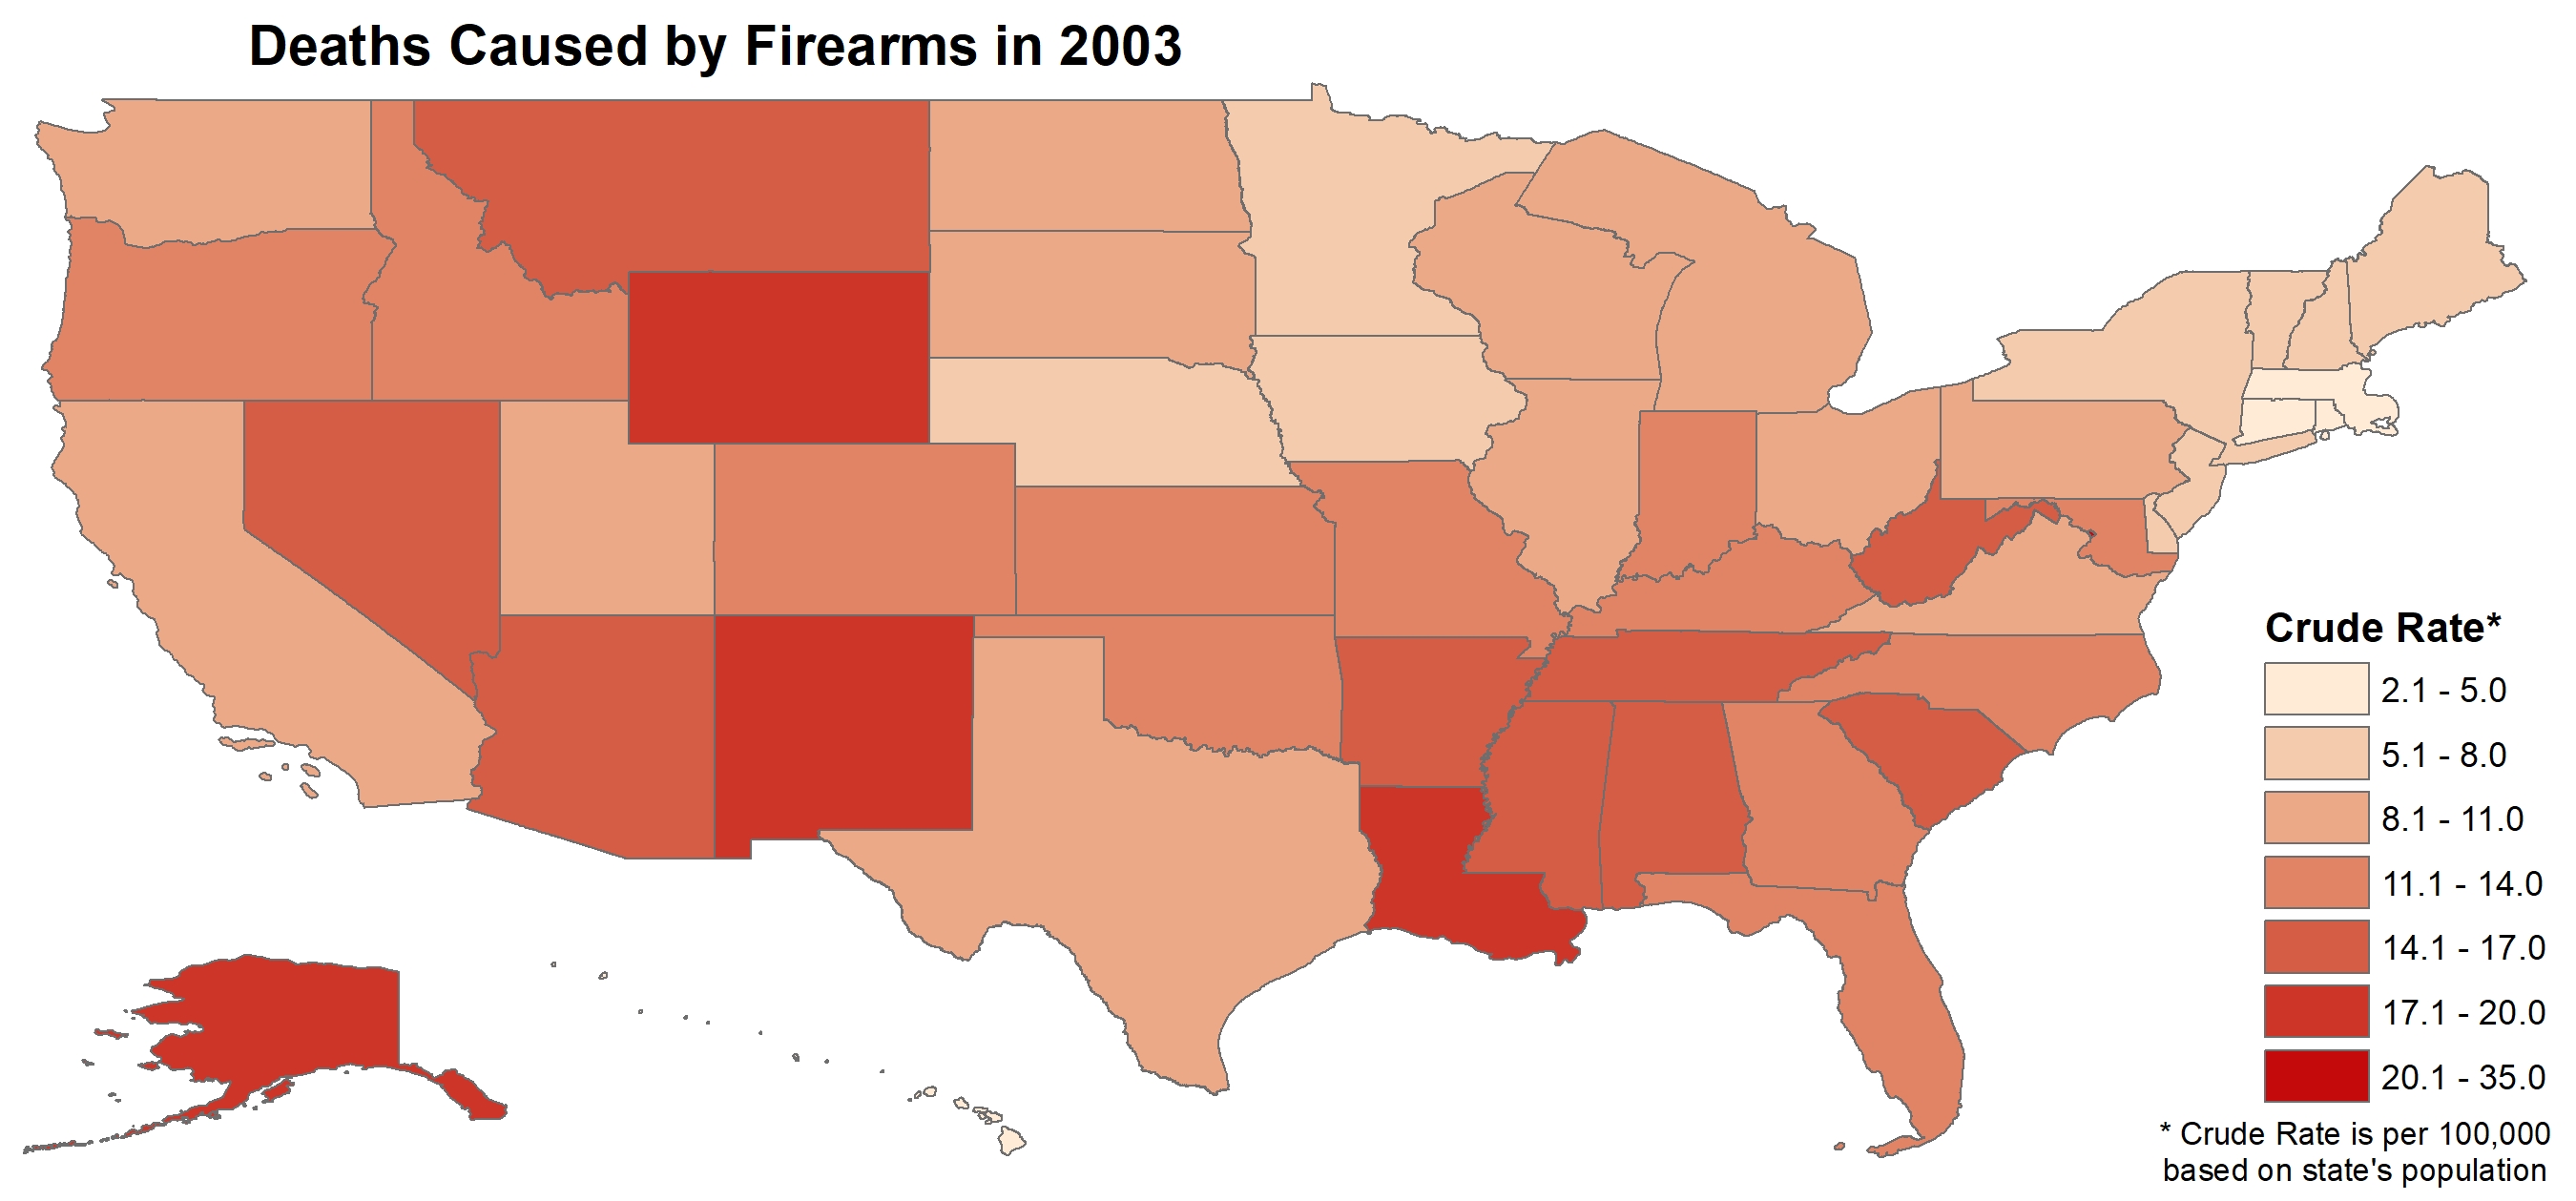 Deaths Caused by Firearms in 2003
Crude Rate*
2.1 - 5.0
5.1 - 8.0
8.1 - 11.0
11.1 - 14.0
14.1 - 17.0
17.1 - 20.0
20.1 - 35.0
* Crude Rate is per 100,000
based on state's population